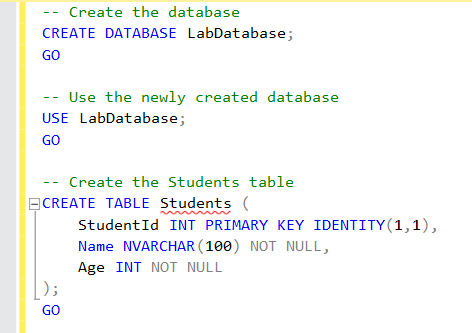 -- Create the database
CREATE DATABASE LabDatabase;
GO
-- Use the newly created database
USE LabDatabase;
GO
-- Create the Students table
CREATE TABLE Students (
StudentId INT PRIMARY KEY IDENTITY(1,1),
Name NVARCHAR(100) NOT NULL,
Age INT NOT NULL
);
GO